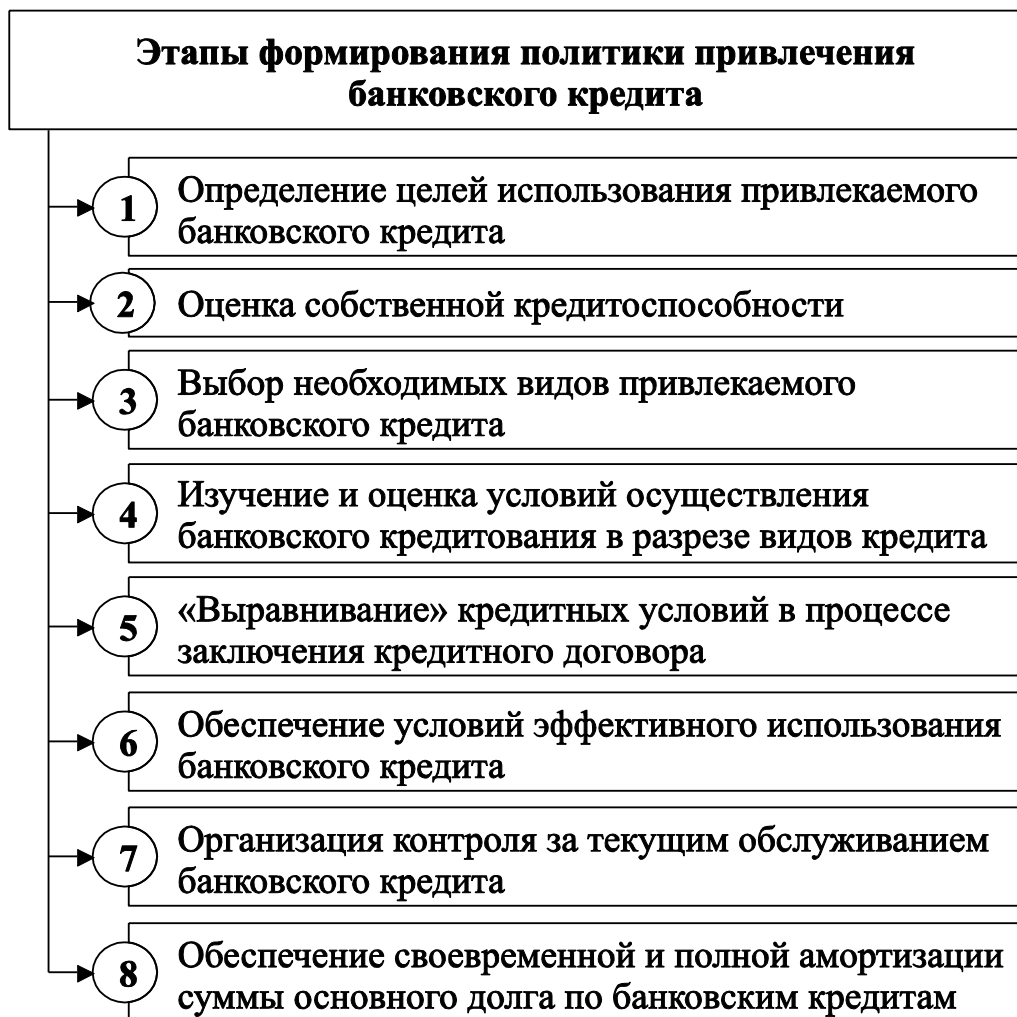 Этапы формирования политики привлечения
банковского кредита
1 Определение целей использования привлекаемого
банковского кредита
2 Оценка собственной кредитоспособности
3 Выбор необходимых видов привлекаемого
банковского кредита
4 Изучение и оценка условий осуществления
банковского кредитования в разрезе видов кредита
5 «Выравнивание» кредитных условий в процессе
заключения кредитного договора
6 Обеспечение условий эффективного использования
банковского кредита
7 Организация контроля за текущим обслуживанием
банковского кредита
8 Обеспечение своевременной и полной амортизации
суммы основного долга по банковским кредитам